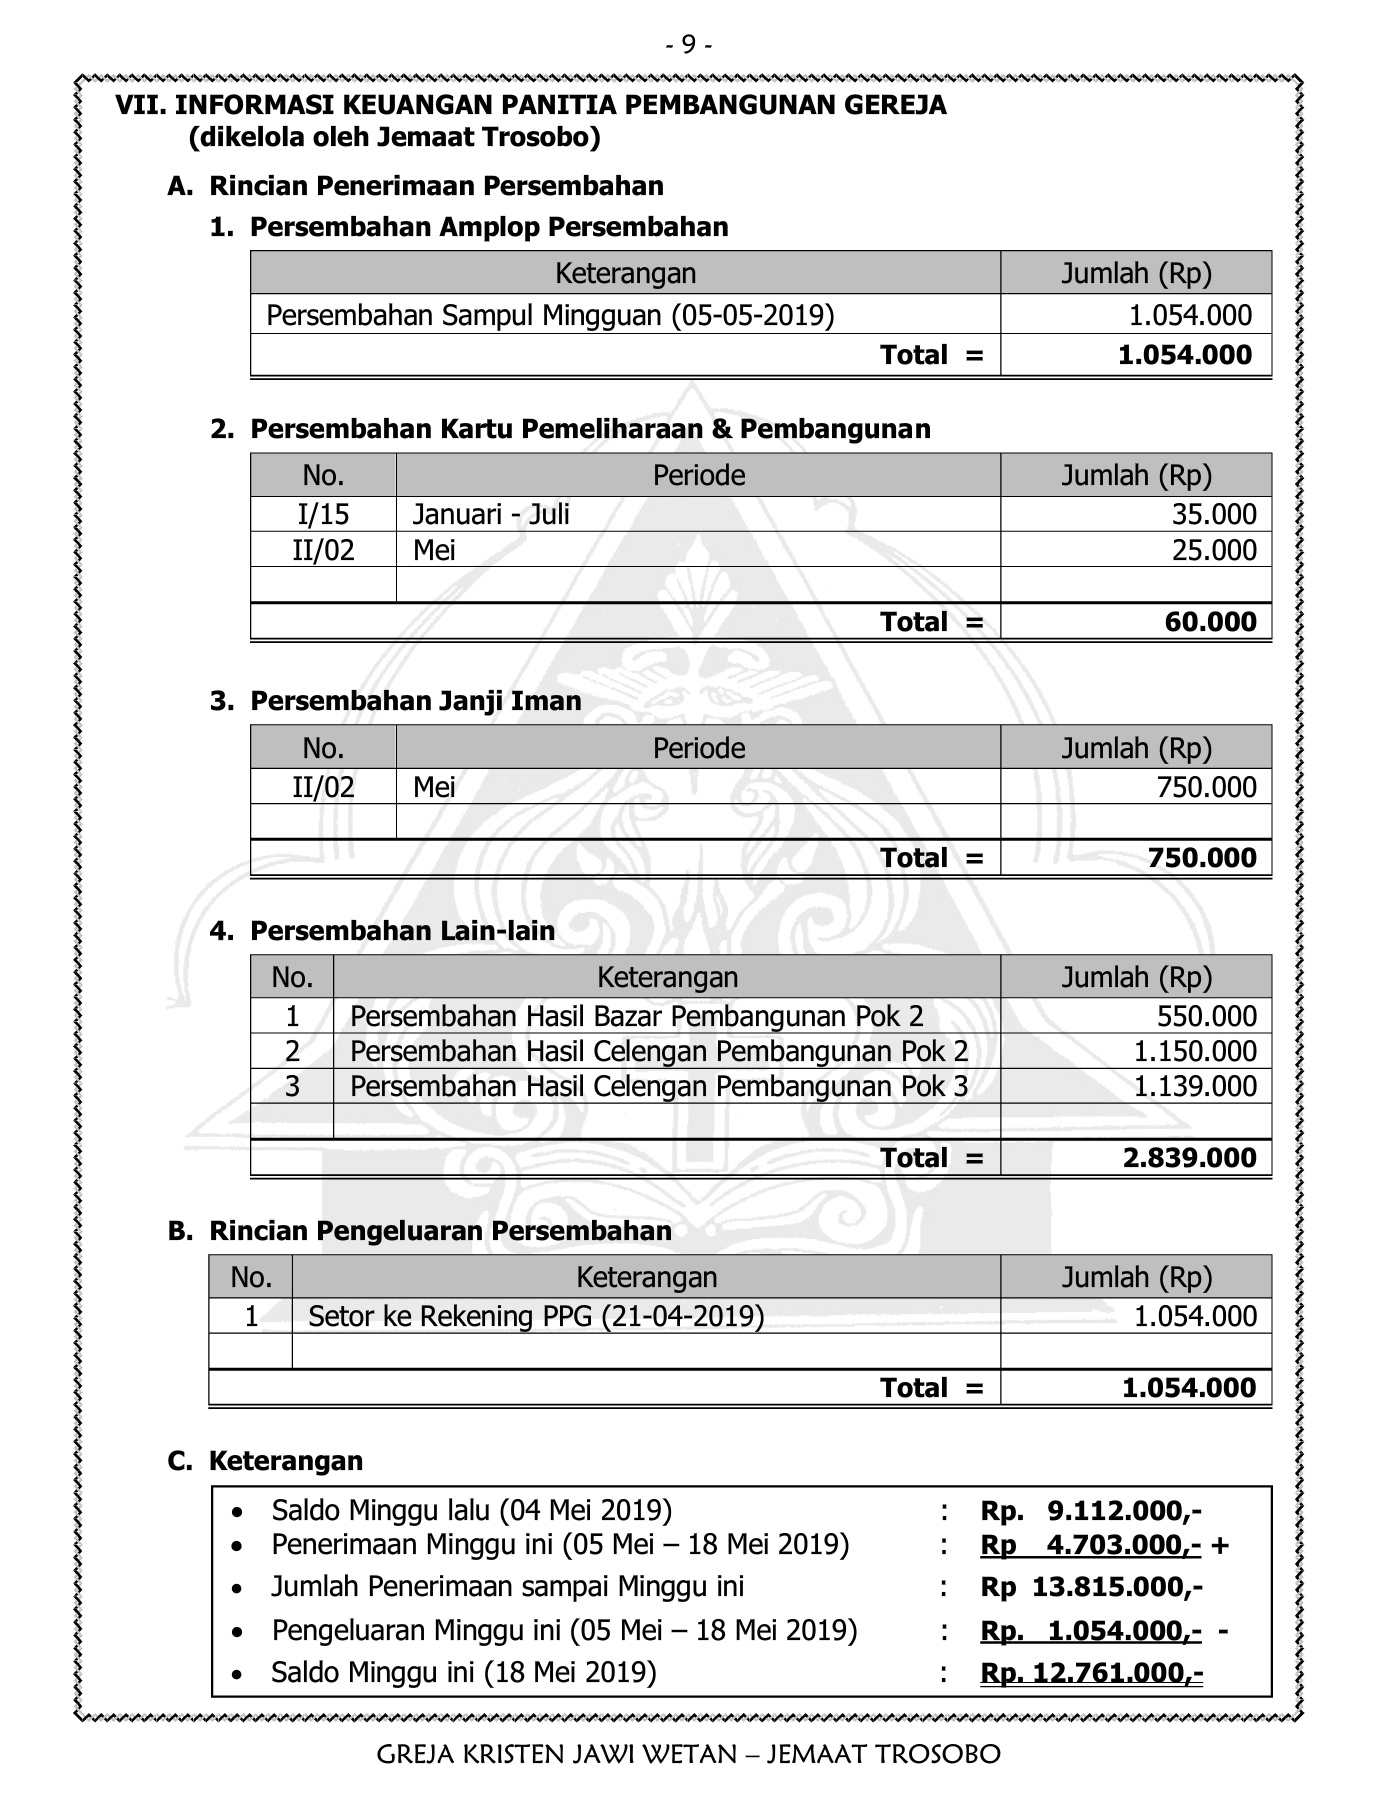 - 9 -
VII. INFORMASI KEUANGAN PANITIA PEMBANGUNAN GEREJA
(dikelola oleh Jemaat Trosobo)
A. Rincian Penerimaan Persembahan
1. Persembahan Amplop Persembahan
Keterangan Jumlah (Rp)
Persembahan Sampul Mingguan (05-05-2019) 1.054.000
Total = 1.054.000
2. Persembahan Kartu Pemeliharaan & Pembangunan
No. Periode Jumlah (Rp)
I/15 Januari - Juli 35.000
II/02 Mei 25.000
Total = 60.000
3. Persembahan Janji Iman
No. Periode Jumlah (Rp)
II/02 Mei 750.000
Total = 750.000
4. Persembahan Lain-lain
No. Keterangan Jumlah (Rp)
1 Persembahan Hasil Bazar Pembangunan Pok 2 550.000
2 Persembahan Hasil Celengan Pembangunan Pok 2 1.150.000
3 Persembahan Hasil Celengan Pembangunan Pok 3 1.139.000
Total = 2.839.000
B. Rincian Pengeluaran Persembahan
No. Keterangan Jumlah (Rp)
1 Setor ke Rekening PPG (21-04-2019) 1.054.000
Total = 1.054.000
C. Keterangan
• Saldo Minggu lalu (04 Mei 2019) : Rp. 9.112.000,-
• Penerimaan Minggu ini (05 Mei – 18 Mei 2019) : Rp 4.703.000,- +
• Jumlah Penerimaan sampai Minggu ini : Rp 13.815.000,-
• Pengeluaran Minggu ini (05 Mei – 18 Mei 2019) : Rp. 1.054.000,- -
• Saldo Minggu ini (18 Mei 2019) : Rp. 12.761.000,-
GREJA KRISTEN JAWI WETAN – JEMAAT TROSOBO